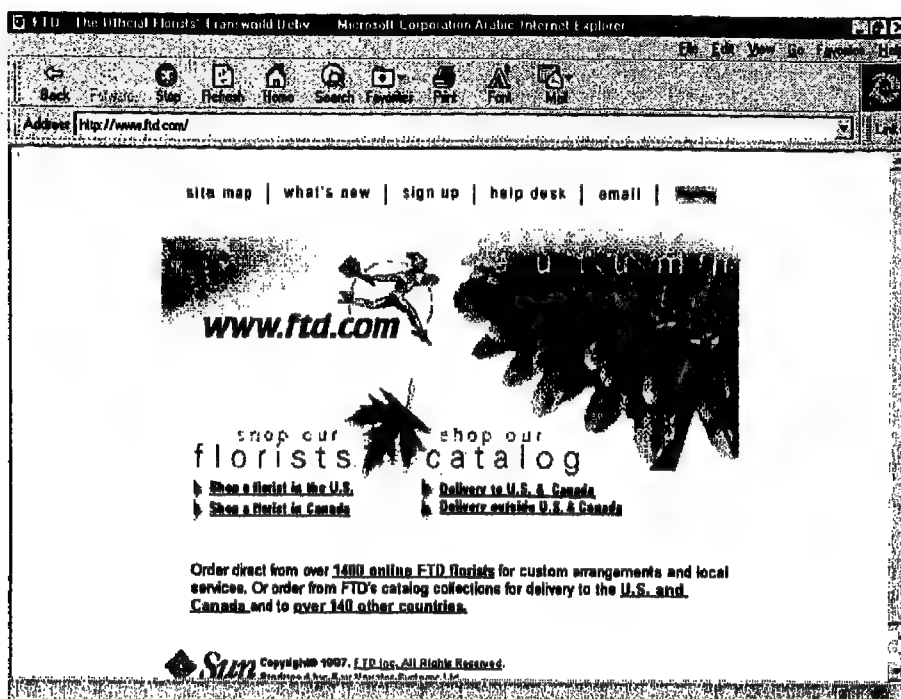 FTD The Official Florists' Transworld Deliv Microsoft Corporation Arabic Internet Explorer
File Edit View Go Favorites Help
Back Forward Stop Refresh Home Search Favorites Print Font Mail
Address http://www.ftd.com/ Link
site map | what's new | sign up | help desk | email |
a u t u m n
www.ftd.com
shop our shop our
florists catalog
Shop a florist in the U.S. Delivery to U.S. & Canada
Shop a florist in Canada Delivery outside U.S. & Canada
Order direct from over 1400 online FTD florists for custom arrangements and local
services. Or order from FTD's catalog collections for delivery to the U.S. and
Canada and to over 140 other countries.
Sun Copyright© 1997, FTD Inc. All Rights Reserved.